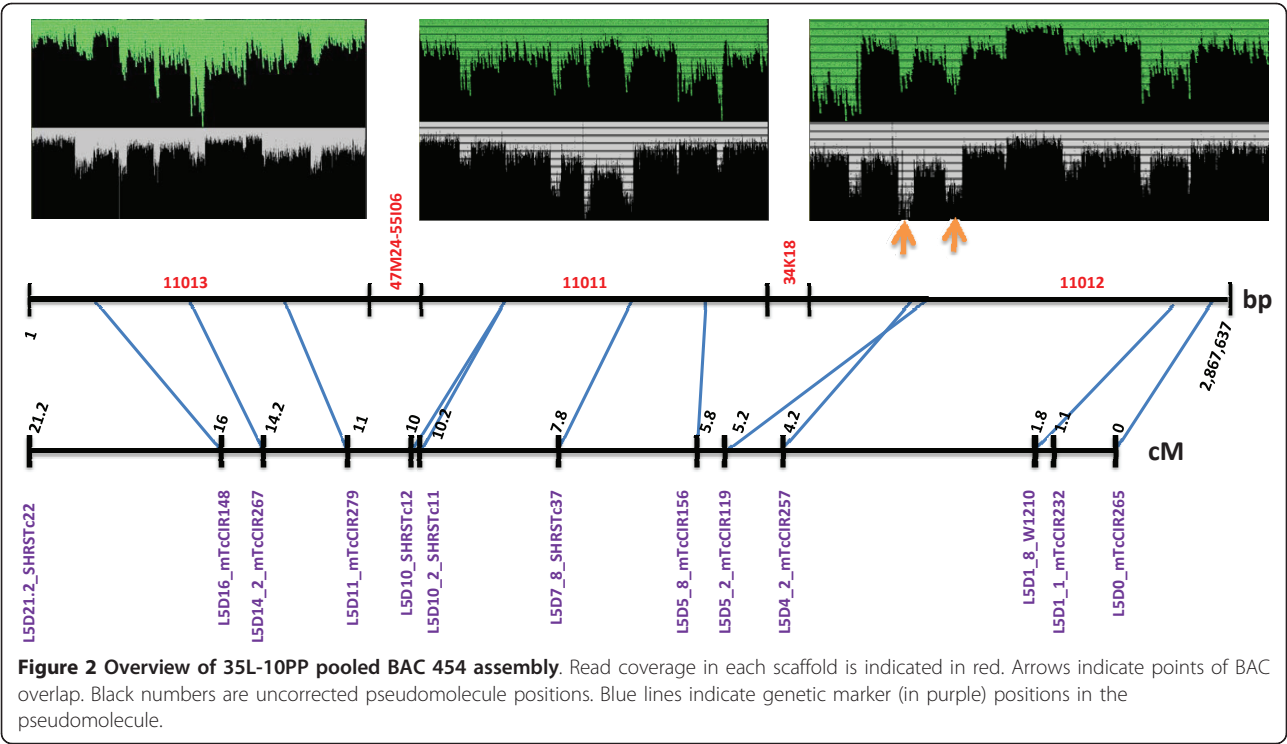 47M24-55I06
34K18
11013
11011
11012
bp
1
2,867,637
21.2
16
14.2
11
10
10.2
7.8
5.8
5.2
4.2
1.8
1.1
0
cM
L5D21.2_SHRSTc22
L5D16_mTcCIR148
L5D14_2_mTcCIR267
L5D11_mTcCIR279
L5D10_SHRSTc12
L5D10_2_SHRSTc11
L5D7_8_SHRSTc37
L5D5_8_mTcCIR156
L5D5_2_mTcCIR119
L5D4_2_mTcCIR257
L5D1_8_W1210
L5D1_1_mTcCIR232
L5D0_mTcCIR265
Figure 2 Overview of 35L-10PP pooled BAC 454 assembly. Read coverage in each scaffold is indicated in red. Arrows indicate points of BAC
overlap. Black numbers are uncorrected pseudomolecule positions. Blue lines indicate genetic marker (in purple) positions in the
pseudomolecule.